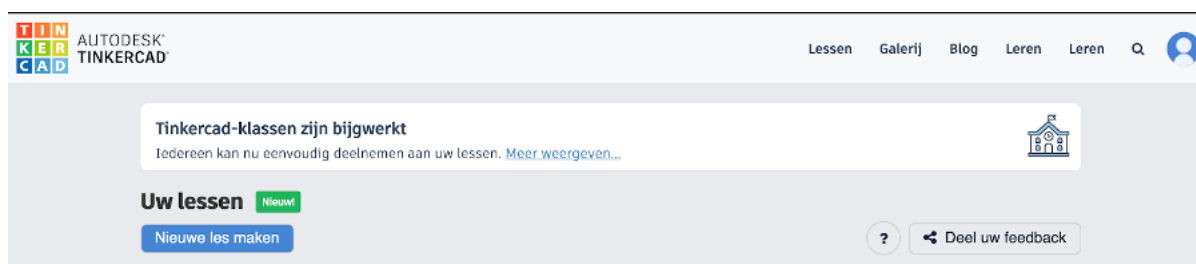 TIN
KER
CAD
AUTODESK
TINKERCAD
Lessen Galerij Blog Leren Leren
Tinkercad-klassen zijn bijgwerkt
Iedereen kan nu eenvoudig deelnemen aan uw lessen. Meer weergeven...
Uw lessen Nieuw!
Nieuwe les maken ? Deel uw feedback